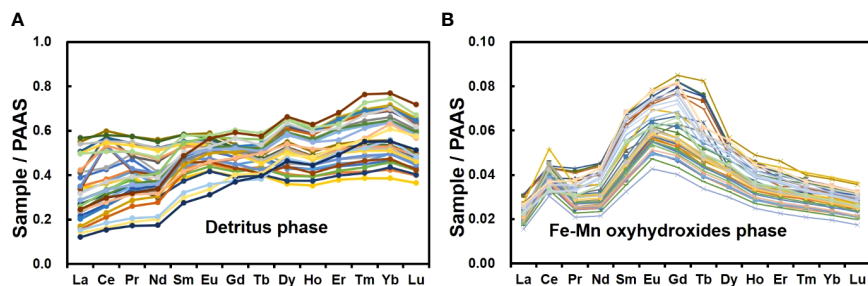 A
Sample / PAAS
1.0
0.8
0.6
0.4
0.2
0.0
Detritus phase
La Ce Pr Nd Sm Eu Gd Tb Dy Ho Er Tm Yb Lu
B
Sample / PAAS
0.10
0.08
0.06
0.04
0.02
0.00
Fe-Mn oxyhydroxides phase
La Ce Pr Nd Sm Eu Gd Tb Dy Ho Er Tm Yb Lu